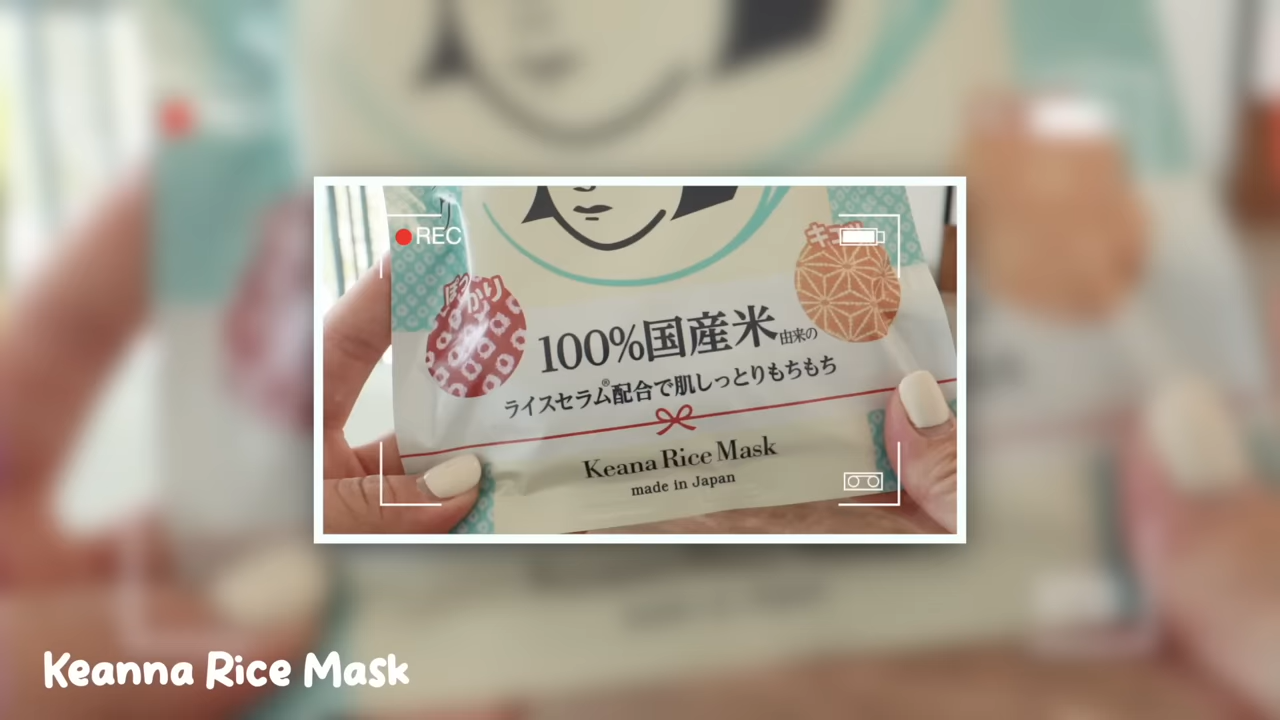 REC
100%国産米由来の
ライスセラム®配合で肌しっとりもちもち
Keana Rice Mask
made in Japan
Keanna Rice Mask